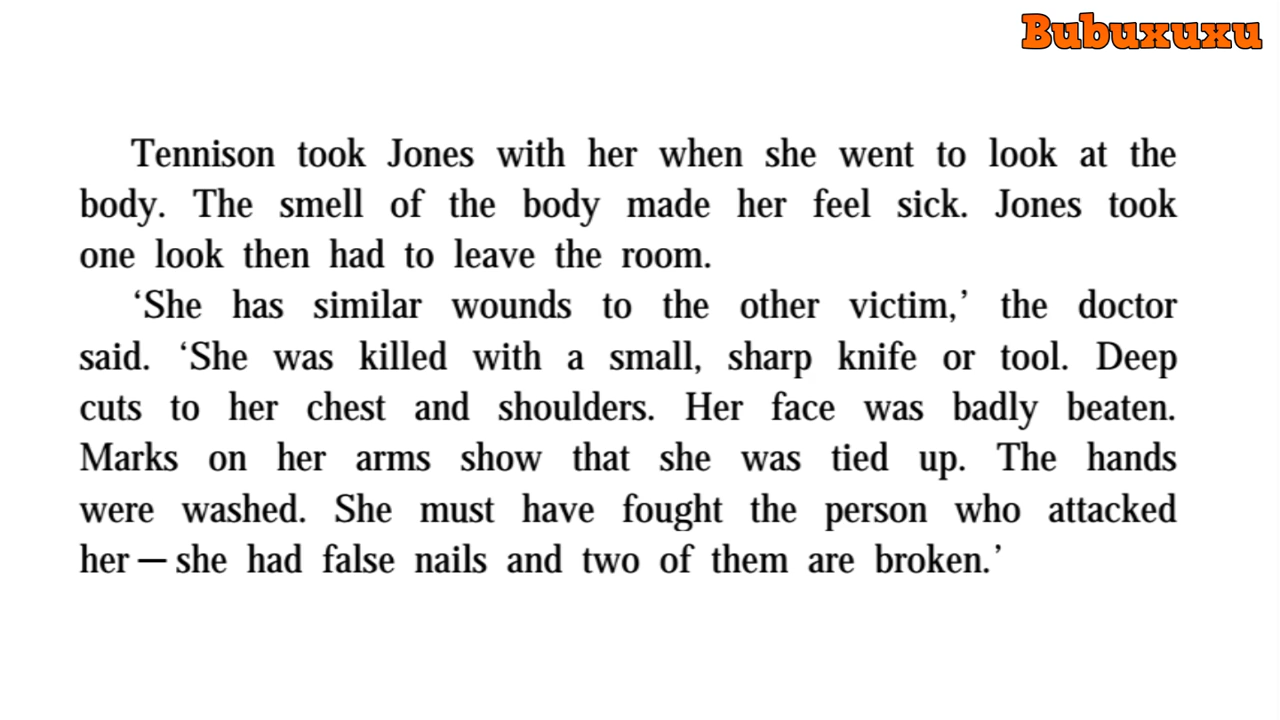 Bubuxuxu
Tennison took Jones with her when she went to look at the
body. The smell of the body made her feel sick. Jones took
one look then had to leave the room.
‘She has similar wounds to the other victim,’ the doctor
said. ‘She was killed with a small, sharp knife or tool. Deep
cuts to her chest and shoulders. Her face was badly beaten.
Marks on her arms show that she was tied up. The hands
were washed. She must have fought the person who attacked
her — she had false nails and two of them are broken.’